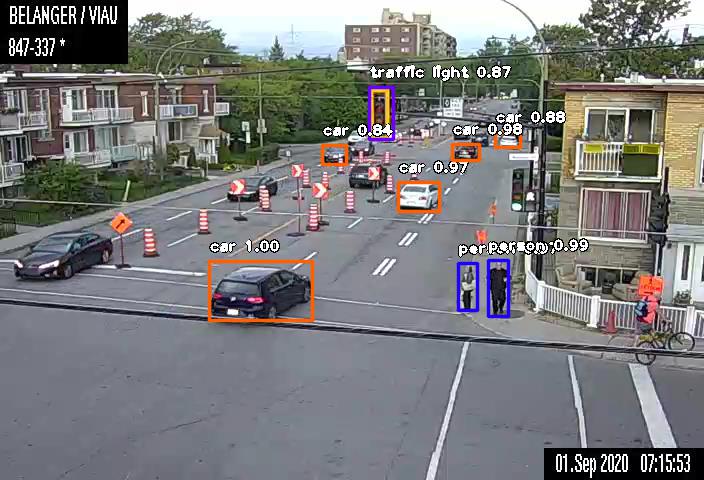 BELANGER / VIAU
847-337 *
traffic light 0.87
car 0.88
car 0.84
car 0.98
car 0.97
car 1.00
person 0.99
01.Sep 2020 07:15:53